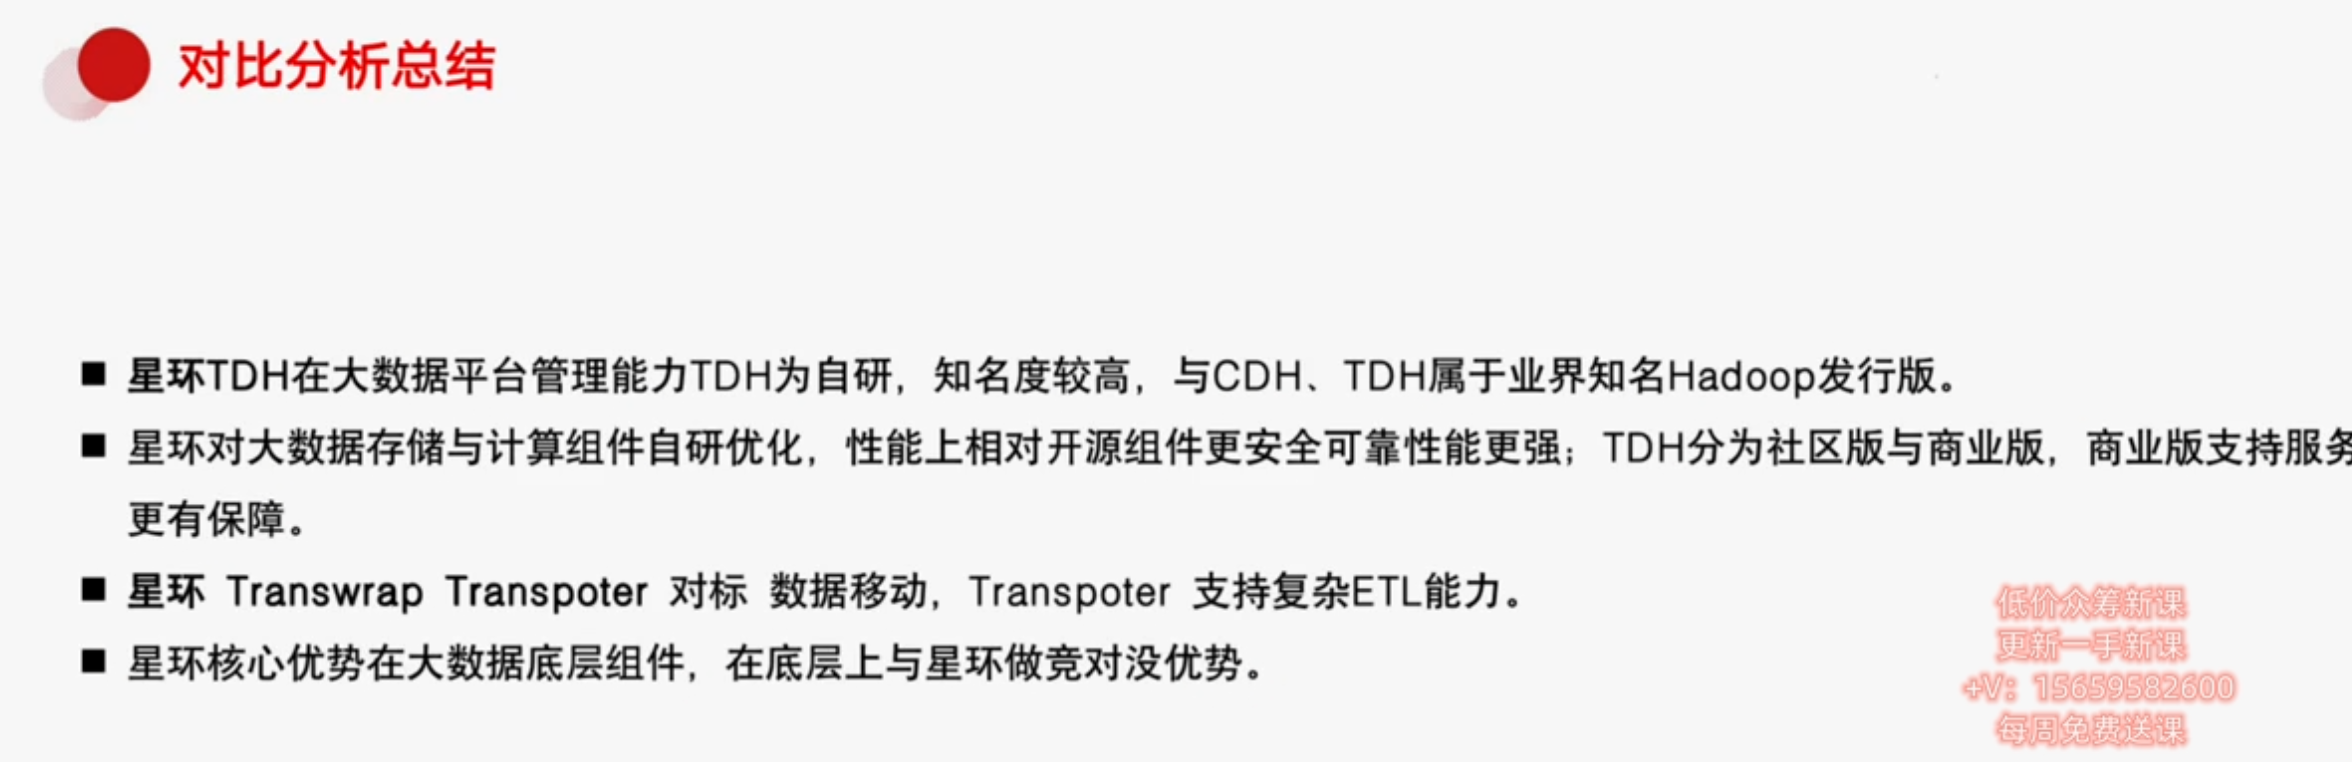 对比分析总结
■ 星环TDH在大数据平台管理能力TDH为自研，知名度较高，与CDH、TDH属于业界知名Hadoop发行版。
■ 星环对大数据存储与计算组件自研优化，性能上相对开源组件更安全可靠性能更强；TDH分为社区版与商业版，商业版支持服务
更有保障。
■ 星环 Transwrap Transpoter 对标 数据移动，Transpoter 支持复杂ETL能力。
■ 星环核心优势在大数据底层组件，在底层上与星环做竞对没优势。
低价众筹新课
更新一手新课
+V：15659582600
每周免费送课